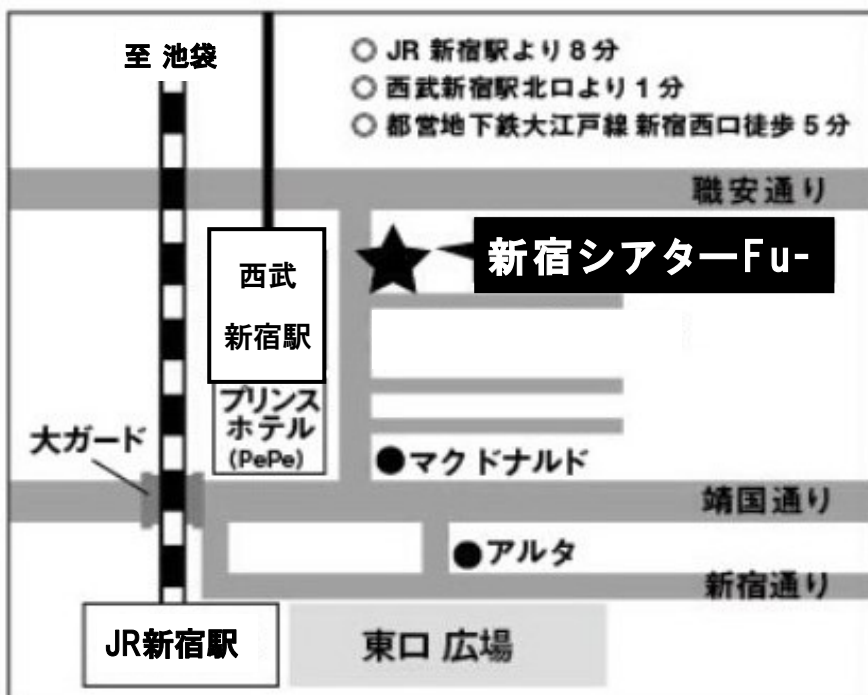 至 池袋
○ JR 新宿駅より8分
○ 西武新宿駅北口より1分
○ 都営地下鉄大江戸線 新宿西口徒歩5分
職安通り
新宿シアターFu-
西武
新宿駅
プリンス
ホテル
(PePe)
大ガード
●マクドナルド
靖国通り
●アルタ
新宿通り
JR新宿駅
東口 広場